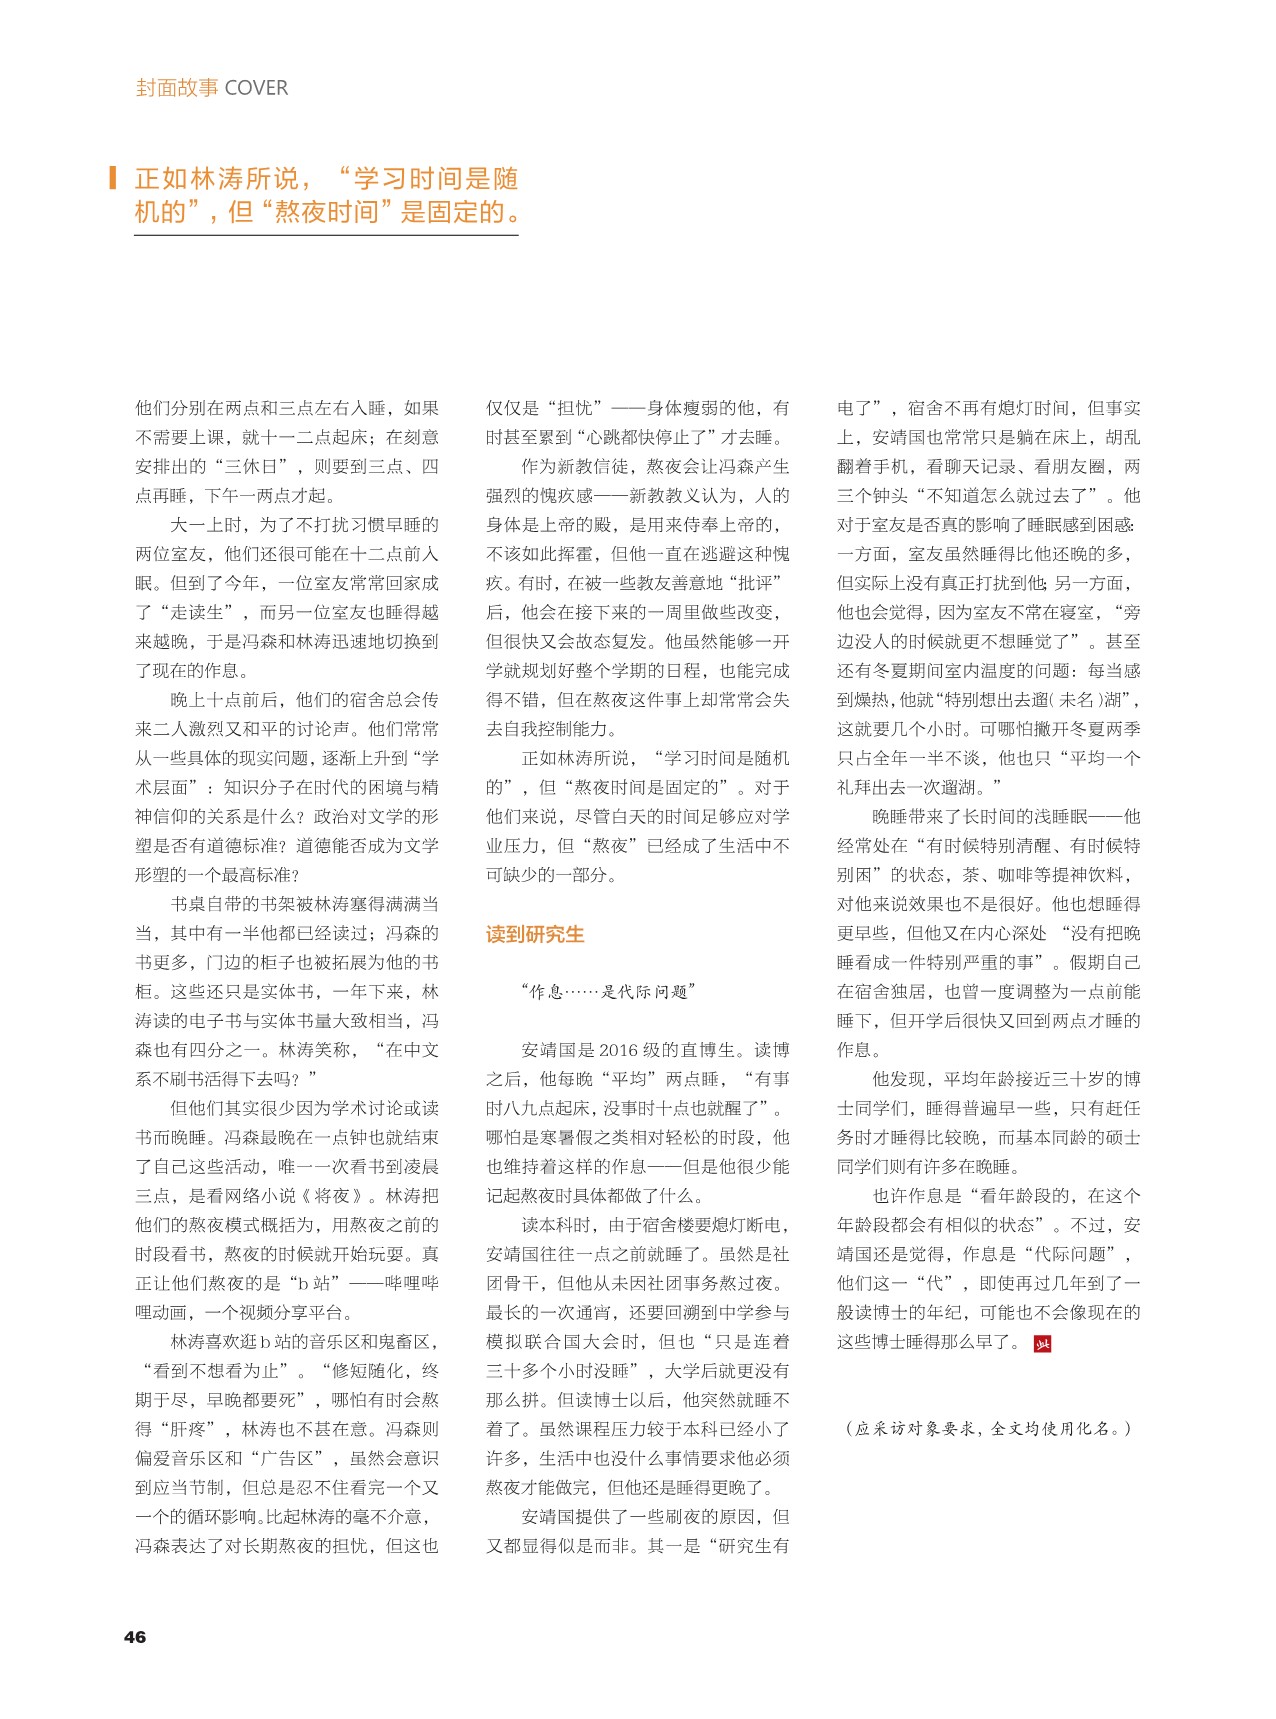 封面故事 COVER
正如林涛所说，“学习时间是随
机的”，但“熬夜时间”是固定的。
他们分别在两点和三点左右入睡，如果
不需要上课，就十一二点起床；在刻意
安排出的“三休日”，则要到三点、四
点再睡，下午一两点才起。
大一上时，为了不打扰习惯早睡的
两位室友，他们还很可能在十二点前入
眠。但到了今年，一位室友常常回家成
了“走读生”，而另一位室友也睡得越
来越晚，于是冯森和林涛迅速地切换到
了现在的作息。
晚上十点前后，他们的宿舍总会传
来二人激烈又和平的讨论声。他们常常
从一些具体的现实问题，逐渐上升到“学
术层面”：知识分子在时代的困境与精
神信仰的关系是什么？政治对文学的形
塑是否有道德标准？道德能否成为文学
形塑的一个最高标准？
书桌自带的书架被林涛塞得满满当
当，其中有一半他都已经读过；冯森的
书更多，门边的柜子也被拓展为他的书
柜。这些还只是实体书，一年下来，林
涛读的电子书与实体书量大致相当，冯
森也有四分之一。林涛笑称，“在中文
系不刷书活得下去吗？”
但他们其实很少因为学术讨论或读
书而晚睡。冯森最晚在一点钟也就结束
了自己这些活动，唯一一次看书到凌晨
三点，是看网络小说《将夜》。林涛把
他们的熬夜模式概括为，用熬夜之前的
时段看书，熬夜的时候就开始玩耍。真
正让他们熬夜的是“b 站”——哔哩哔
哩动画，一个视频分享平台。
林涛喜欢逛 b 站的音乐区和鬼畜区，
“看到不想看为止”。“修短随化，终
期于尽，早晚都要死”，哪怕有时会熬
得“肝疼”，林涛也不甚在意。冯森则
偏爱音乐区和“广告区”，虽然会意识
到应当节制，但总是忍不住看完一个又
一个的循环影响。比起林涛的毫不介意，
冯森表达了对长期熬夜的担忧，但这也
仅仅是“担忧”——身体瘦弱的他，有
时甚至累到“心跳都快停止了”才去睡。
作为新教信徒，熬夜会让冯森产生
强烈的愧疚感——新教教义认为，人的
身体是上帝的殿，是用来侍奉上帝的，
不该如此挥霍，但他一直在逃避这种愧
疚。有时，在被一些教友善意地“批评”
后，他会在接下来的一周里做些改变，
但很快又会故态复发。他虽然能够一开
学就规划好整个学期的日程，也能完成
得不错，但在熬夜这件事上却常常会失
去自我控制能力。
正如林涛所说，“学习时间是随机
的”，但“熬夜时间是固定的”。对于
他们来说，尽管白天的时间足够应对学
业压力，但“熬夜”已经成了生活中不
可缺少的一部分。
读到研究生
“作息……是代际问题”
安靖国是 2016 级的直博生。读博
之后，他每晚“平均”两点睡，“有事
时八九点起床，没事时十点也就醒了”。
哪怕是寒暑假之类相对轻松的时段，他
也维持着这样的作息——但是他很少能
记起熬夜时具体都做了什么。
读本科时，由于宿舍楼要熄灯断电，
安靖国往往一点之前就睡了。虽然是社
团骨干，但他从未因社团事务熬过夜。
最长的一次通宵，还要回溯到中学参与
模拟联合国大会时，但也“只是连着
三十多个小时没睡”，大学后就更没有
那么拼。但读博士以后，他突然就睡不
着了。虽然课程压力较于本科已经小了
许多，生活中也没什么事情要求他必须
熬夜才能做完，但他还是睡得更晚了。
安靖国提供了一些刷夜的原因，但
又都显得似是而非。其一是“研究生有
电了”，宿舍不再有熄灯时间，但事实
上，安靖国也常常只是躺在床上，胡乱
翻着手机，看聊天记录、看朋友圈，两
三个钟头“不知道怎么就过去了”。他
对于室友是否真的影响了睡眠感到困惑：
一方面，室友虽然睡得比他还晚的多，
但实际上没有真正打扰到他；另一方面，
他也会觉得，因为室友不常在寝室，“旁
边没人的时候就更不想睡觉了”。甚至
还有冬夏期间室内温度的问题：每当感
到燥热，他就“特别想出去遛（未名）湖”，
这就要几个小时。可哪怕撇开冬夏两季
只占全年一半不谈，他也只“平均一个
礼拜出去一次遛湖。”
晚睡带来了长时间的浅睡眠——他
经常处在“有时候特别清醒、有时候特
别困”的状态，茶、咖啡等提神饮料，
对他来说效果也不是很好。他也想睡得
更早些，但他又在内心深处 “没有把晚
睡看成一件特别严重的事”。假期自己
在宿舍独居，也曾一度调整为一点前能
睡下，但开学后很快又回到两点才睡的
作息。
他发现，平均年龄接近三十岁的博
士同学们，睡得普遍早一些，只有赶任
务时才睡得比较晚，而基本同龄的硕士
同学们则有许多在晚睡。
也许作息是“看年龄段的，在这个
年龄段都会有相似的状态”。不过，安
靖国还是觉得，作息是“代际问题”，
他们这一“代”，即使再过几年到了一
般读博士的年纪，可能也不会像现在的
这些博士睡得那么早了。
（应采访对象要求，全文均使用化名。）
46